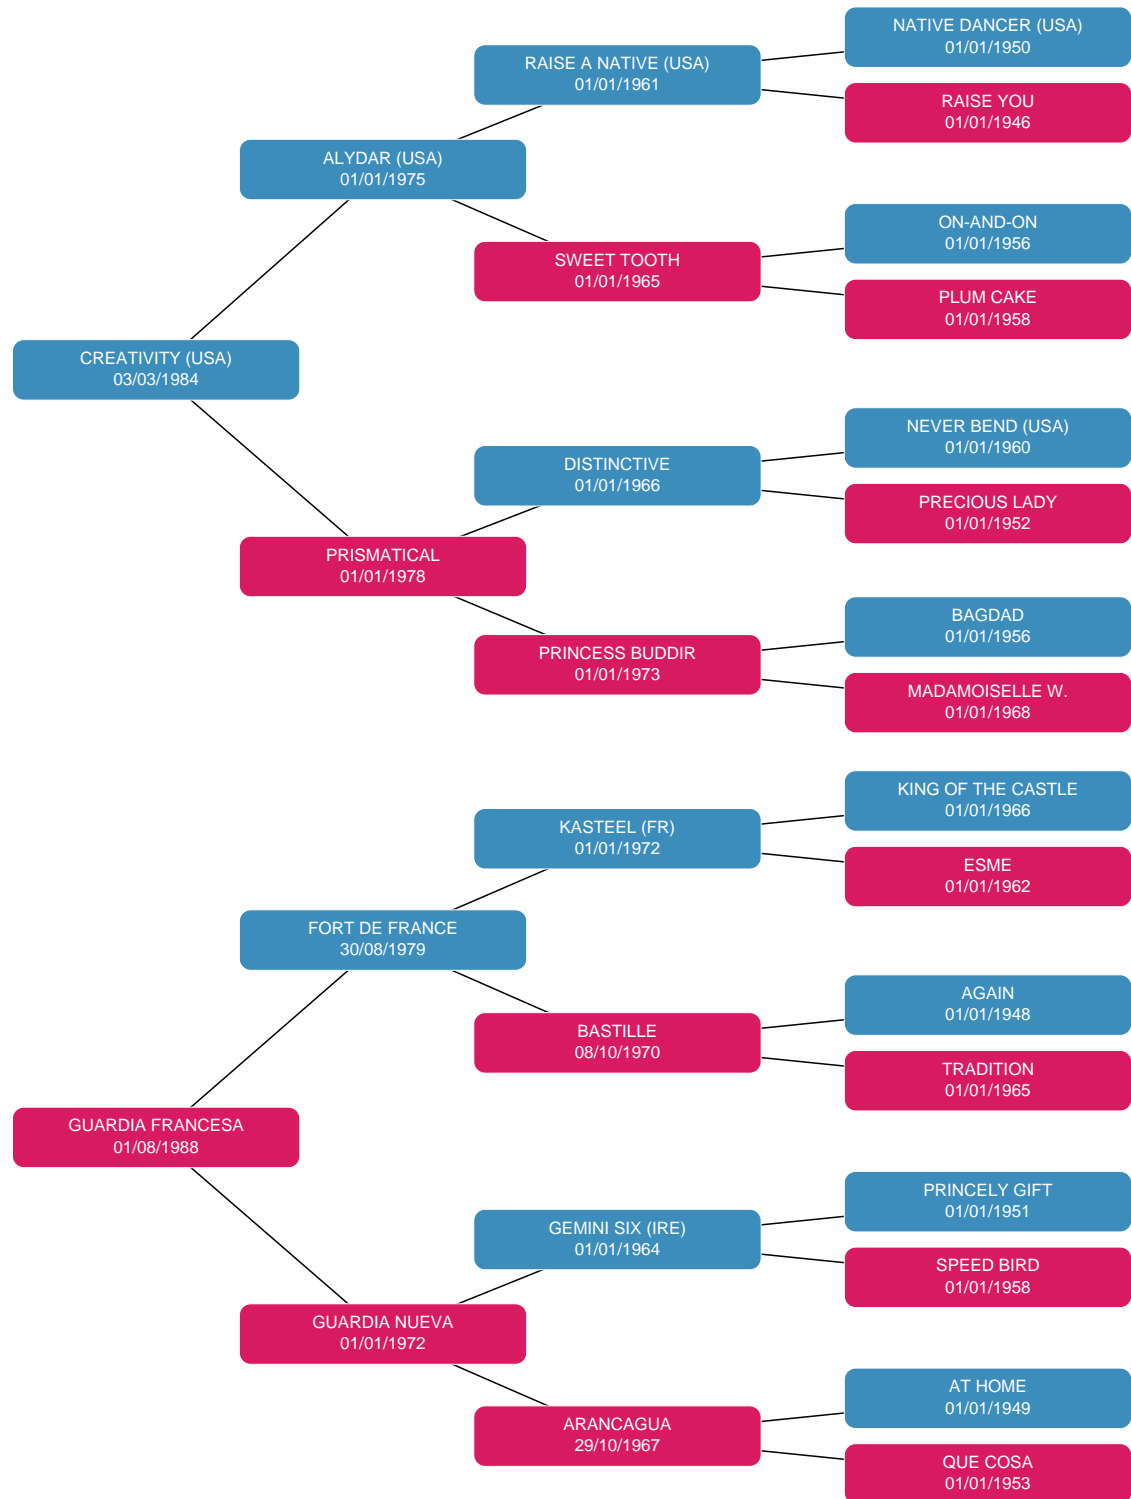 NATIVE DANCER (USA)
01/01/1950
RAISE A NATIVE (USA)
01/01/1961
RAISE YOU
01/01/1946
ALYDAR (USA)
01/01/1975
ON-AND-ON
01/01/1956
SWEET TOOTH
01/01/1965
PLUM CAKE
01/01/1958
CREATIVITY (USA)
03/03/1984
NEVER BEND (USA)
01/01/1960
DISTINCTIVE
01/01/1966
PRECIOUS LADY
01/01/1952
PRISMATICAL
01/01/1978
BAGDAD
01/01/1956
PRINCESS BUDDIR
01/01/1973
MADAMOISELLE W.
01/01/1968
KING OF THE CASTLE
01/01/1966
KASTEEL (FR)
01/01/1972
ESME
01/01/1962
FORT DE FRANCE
30/08/1979
AGAIN
01/01/1948
BASTILLE
08/10/1970
TRADITION
01/01/1965
GUARDIA FRANCESA
01/08/1988
PRINCELY GIFT
01/01/1951
GEMINI SIX (IRE)
01/01/1964
SPEED BIRD
01/01/1958
GUARDIA NUEVA
01/01/1972
AT HOME
01/01/1949
ARANCAGUA
29/10/1967
QUE COSA
01/01/1953